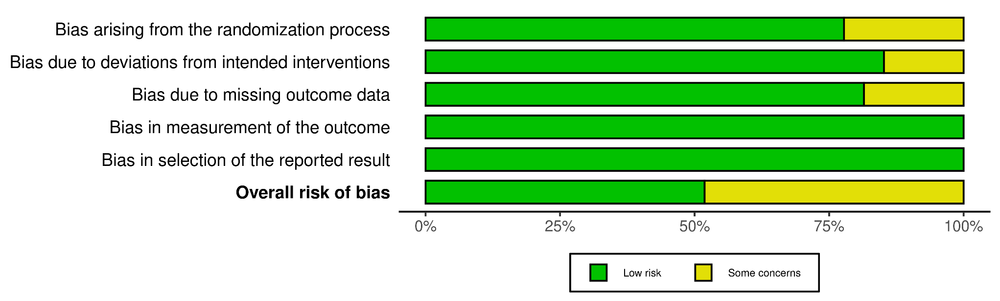 Bias arising from the randomization process
Bias due to deviations from intended interventions
Bias due to missing outcome data
Bias in measurement of the outcome
Bias in selection of the reported result
Overall risk of bias
0% 25% 50% 75% 100%
Low risk Some concerns